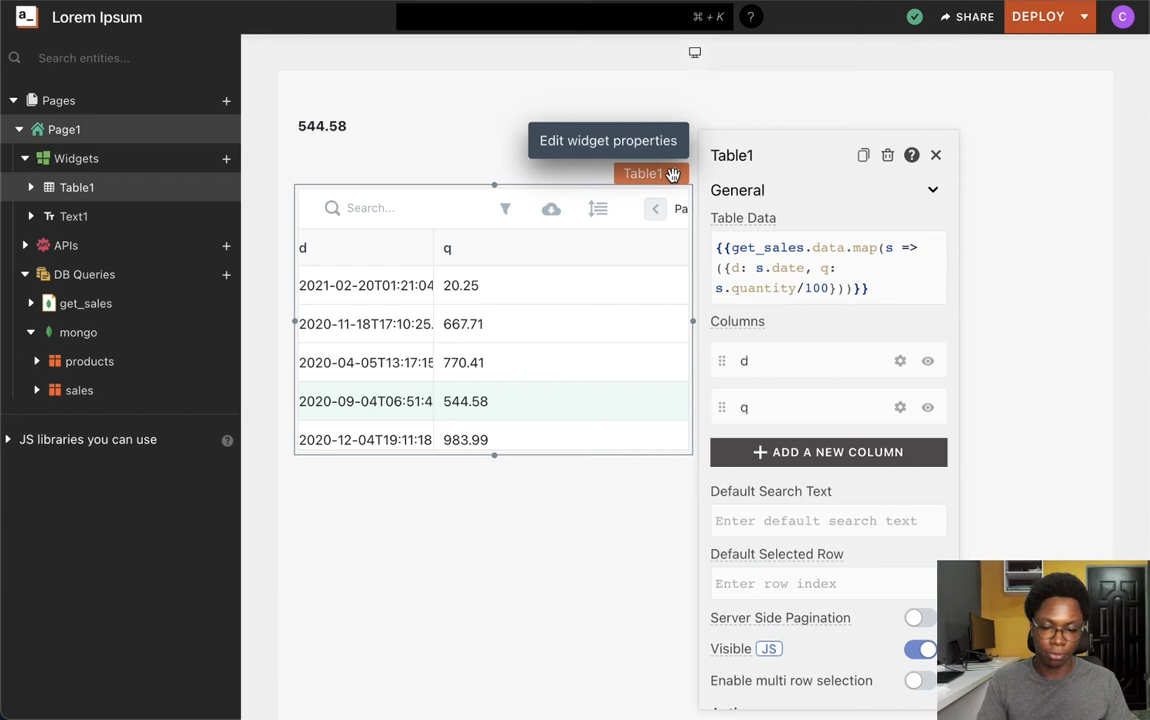 a_
Lorem Ipsum
⌘ + K
?
SHARE
DEPLOY
C
Search entities...
Pages
Page1
Widgets
Table1
Text1
APIs
DB Queries
get_sales
mongo
products
sales
JS libraries you can use
?
544.58
Edit widget properties
Table1
Search...
Pa
d q
2021-02-20T01:21:04 20.25
2020-11-18T17:10:25. 667.71
2020-04-05T13:17:15 770.41
2020-09-04T06:51:4 544.58
2020-12-04T19:11:18 983.99
Table1
?
General
Table Data
{{get_sales.data.map(s =>
({d: s.date, q:
s.quantity/100}))}}
Columns
d
q
ADD A NEW COLUMN
Default Search Text
Enter default search text
Default Selected Row
Enter row index
Server Side Pagination
Visible JS
Enable multi row selection